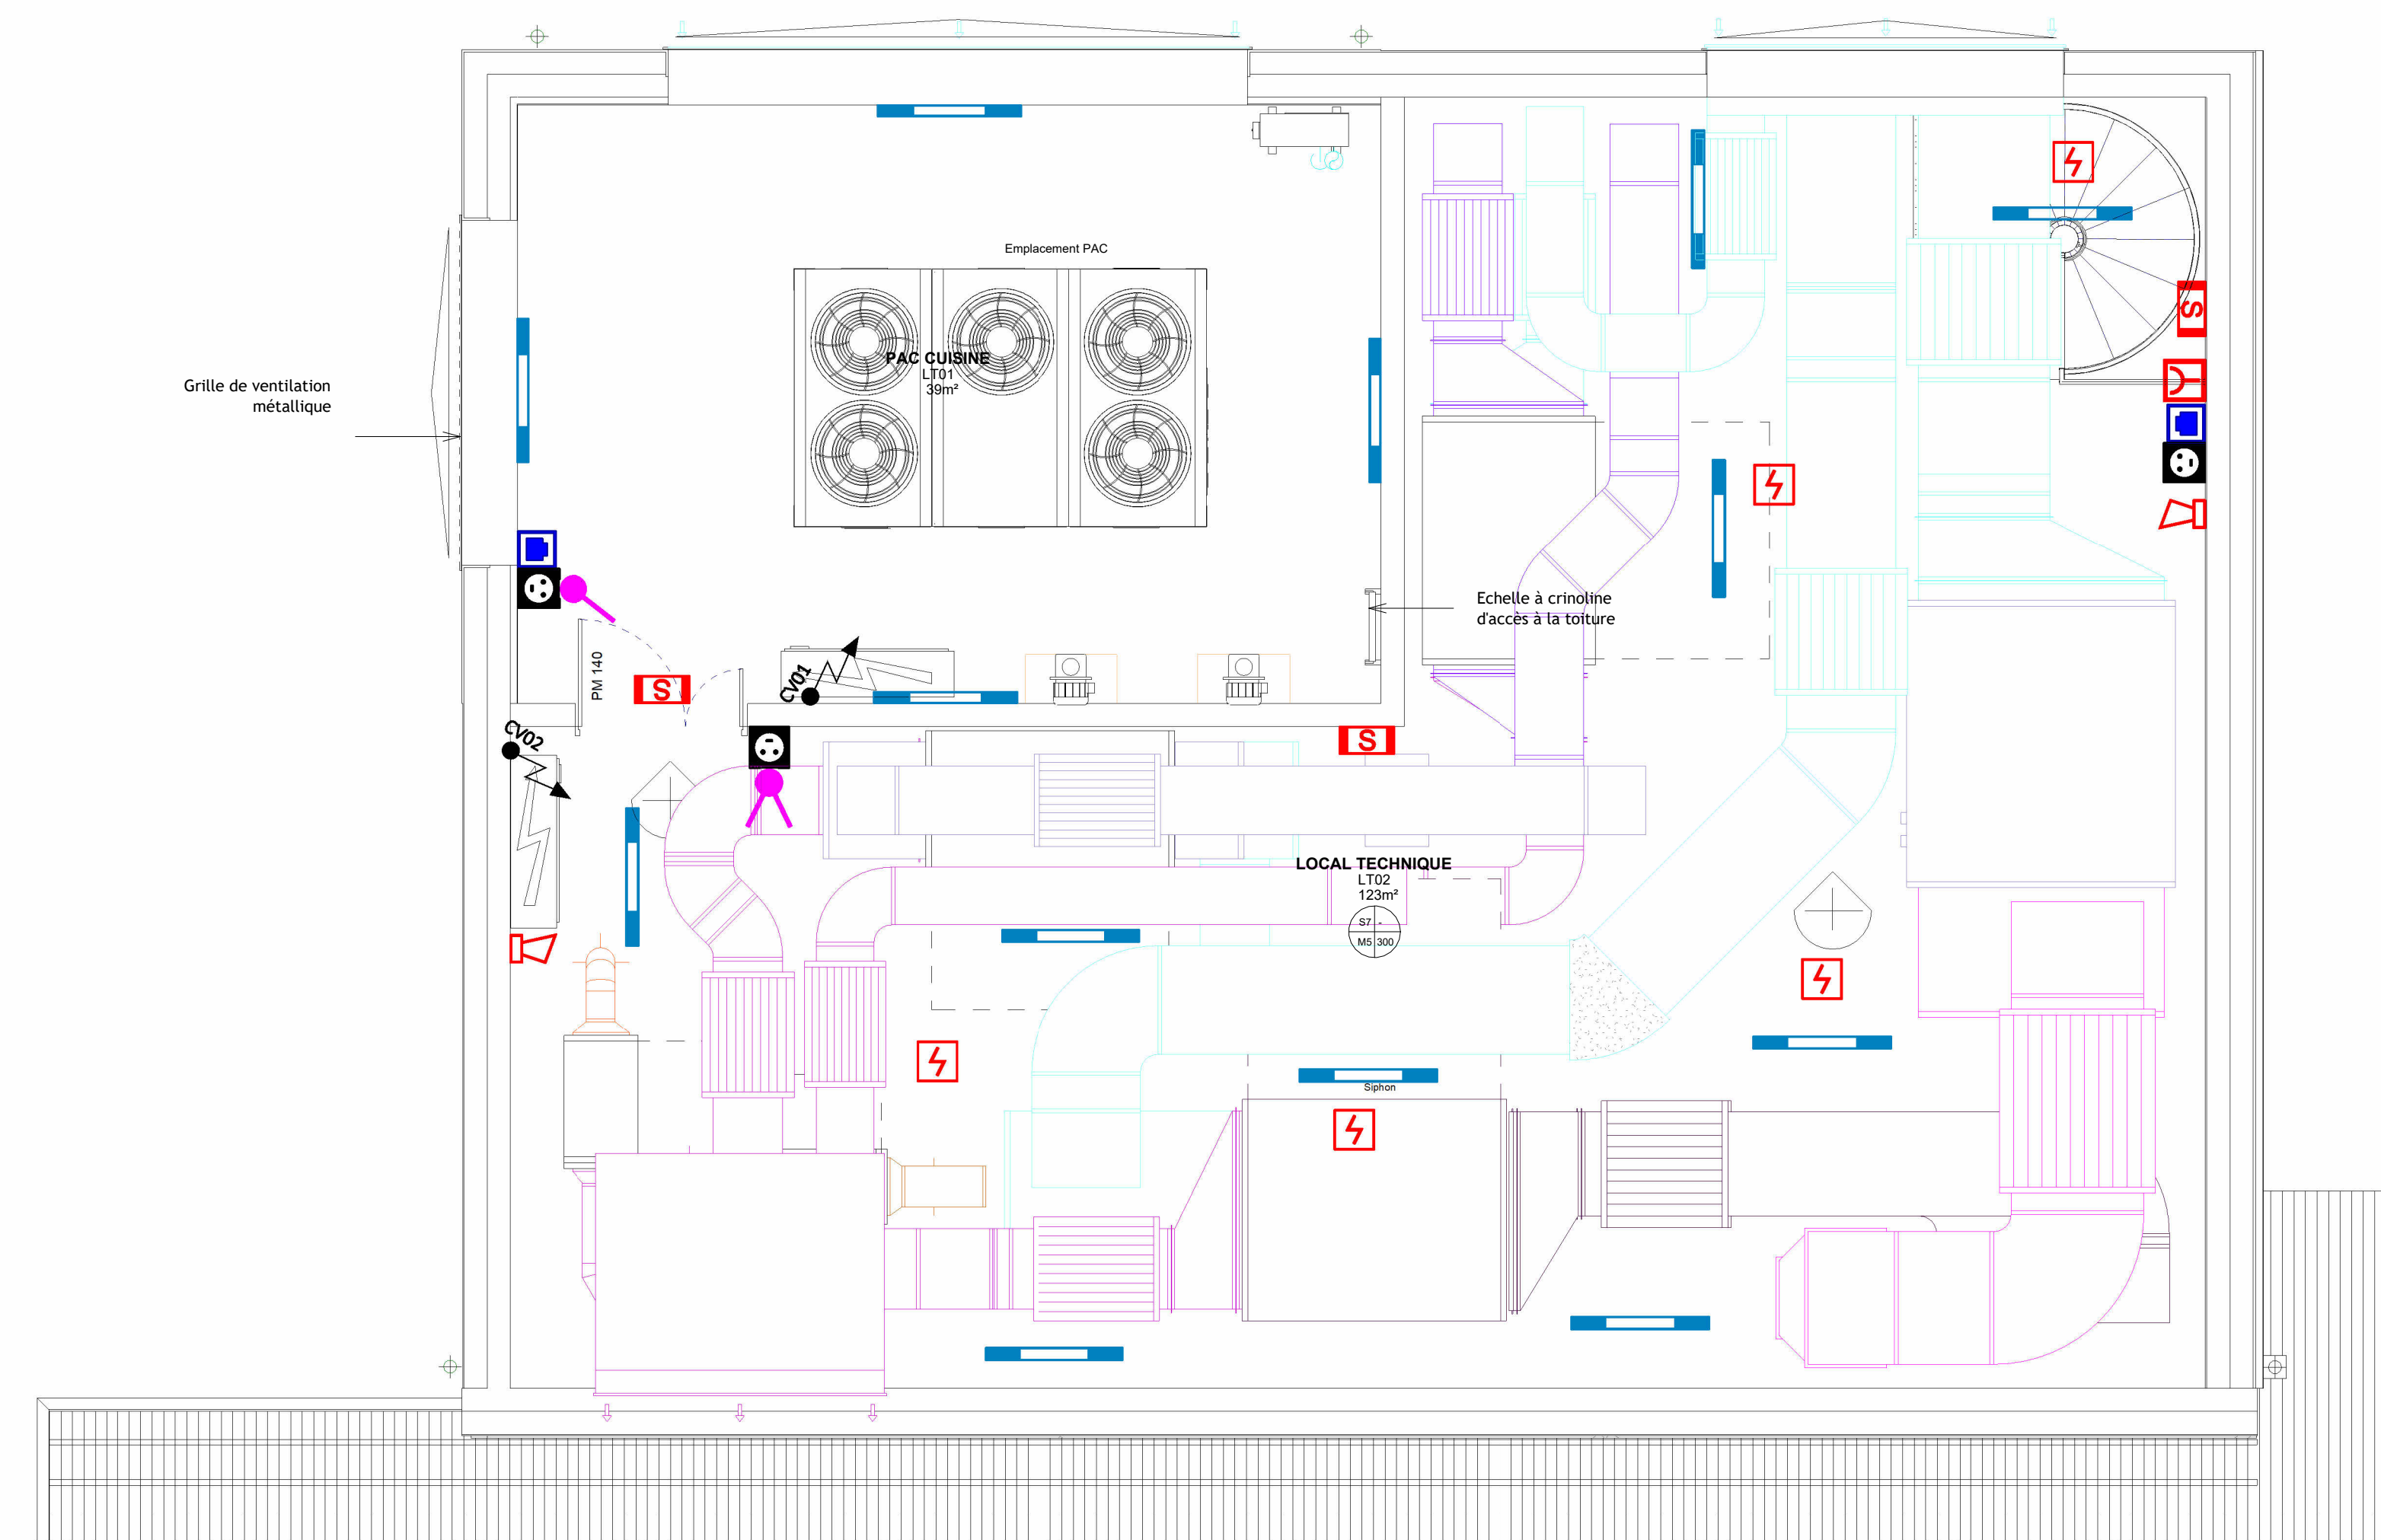 Emplacement PAC
PAC CUISINE
LT01
39m²
Grille de ventilation
métallique
S
Echelle à crinoline
d'accès à la toiture
PM 140
S
CV01
CV02
S
LOCAL TECHNIQUE
LT02
123m²
S7 -
M5 300
Siphon